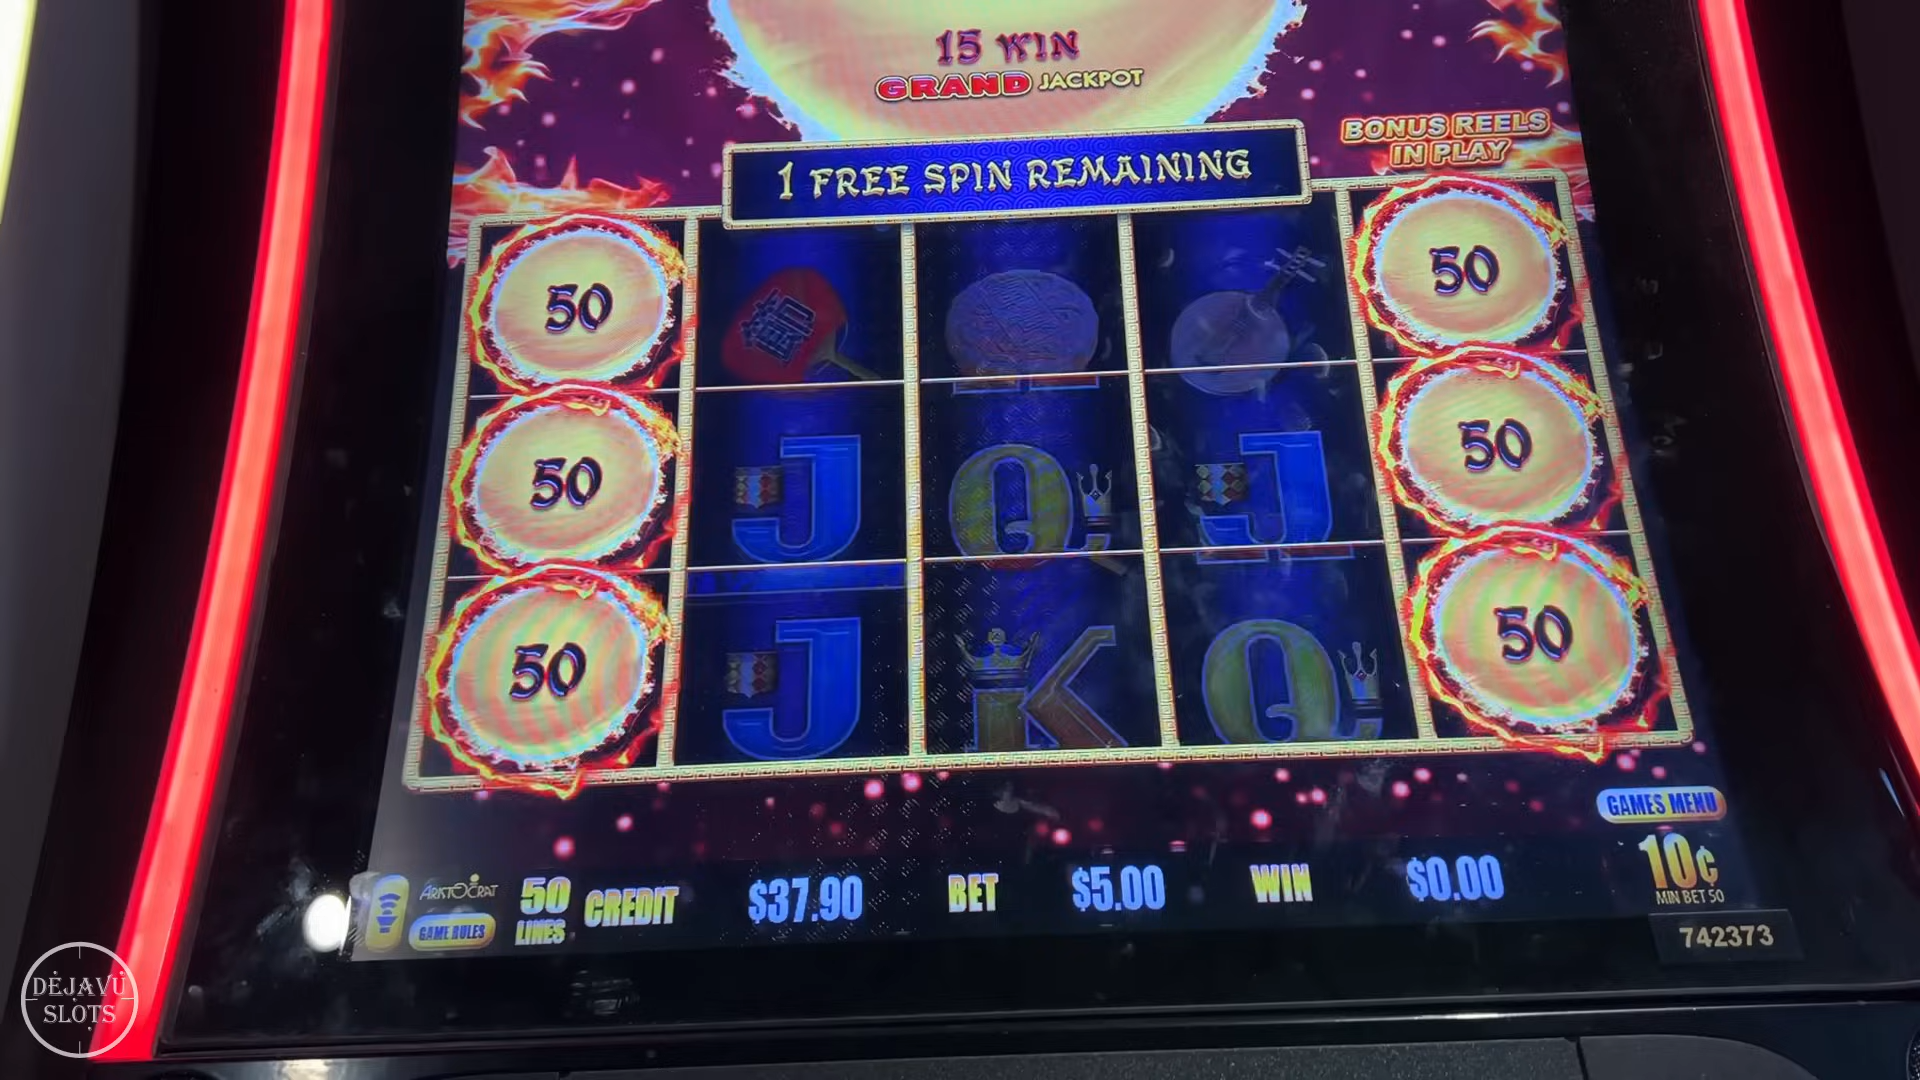 15 WIN
GRAND JACKPOT
BONUS REELS
IN PLAY
1 FREE SPIN REMAINING
50
50
50
50
50
50
J
Q
J
J
K
Q
GAMES MENU
ARISTOCRAT
GAME RULES
50
LINES
CREDIT
$37.90
BET
$5.00
WIN
$0.00
10¢
MIN BET 50
742373
DÉJAVU
SLOTS